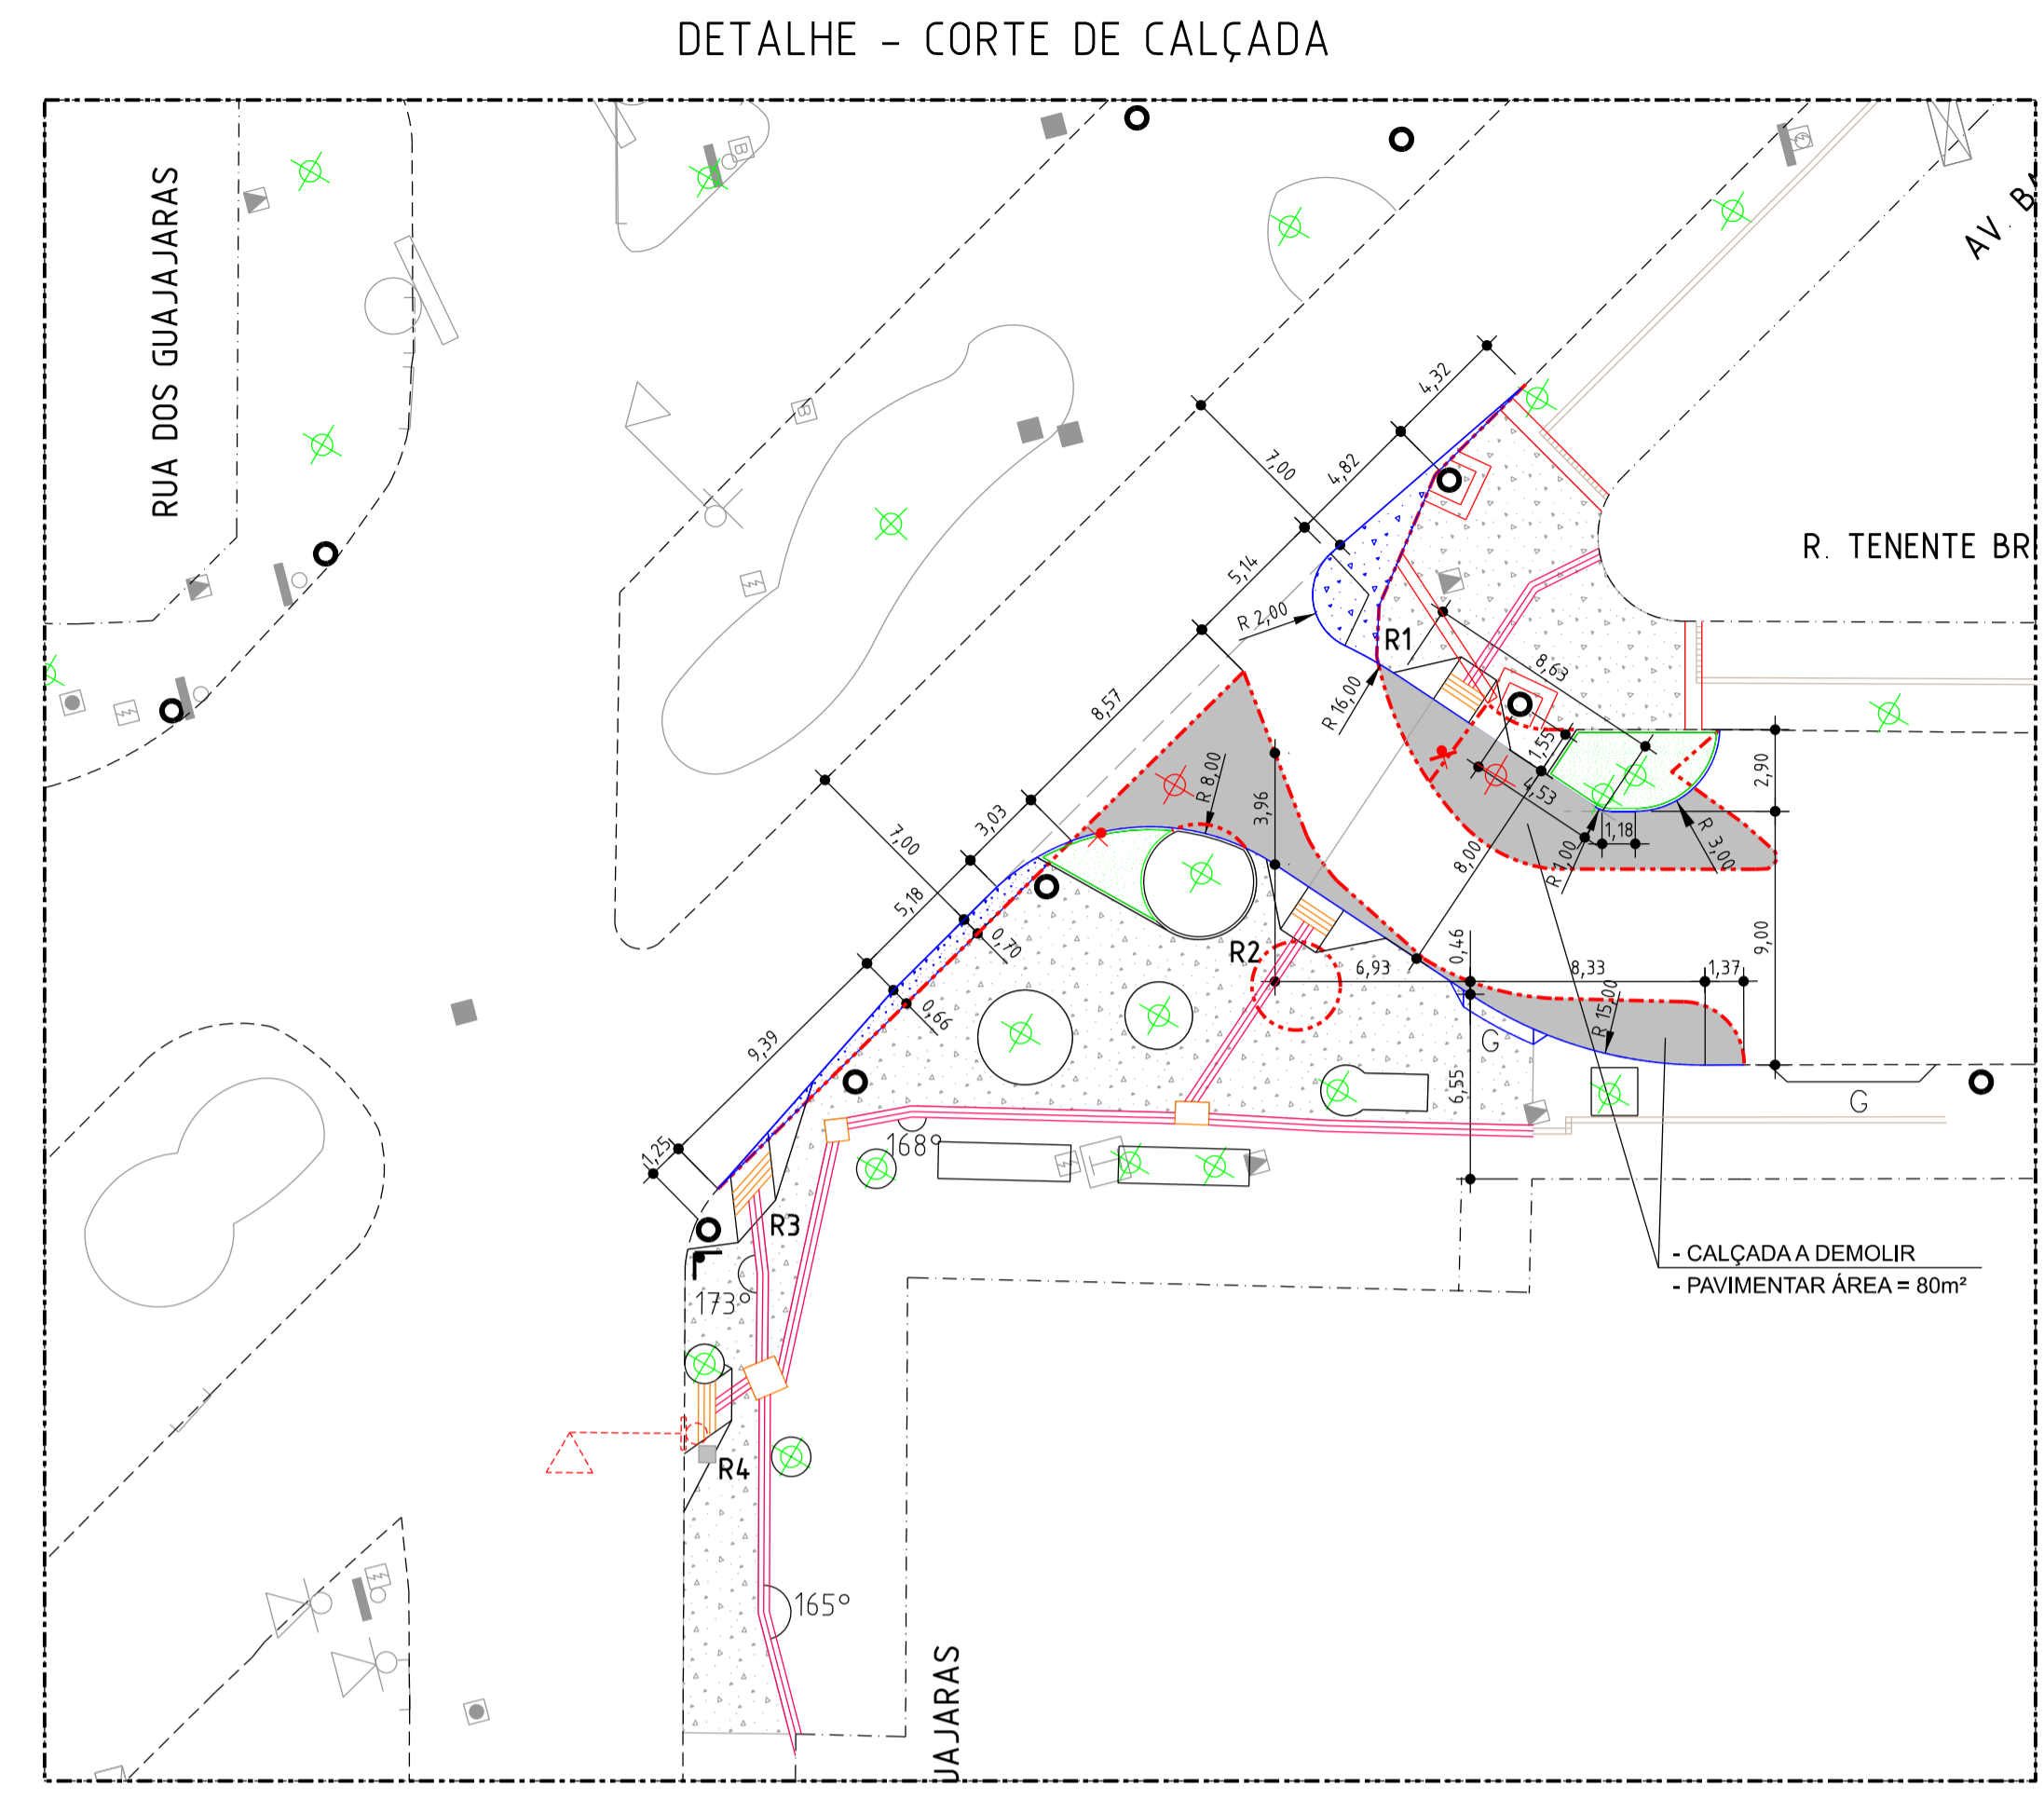 DETALHE - CORTE DE CALÇADA
RUA DOS GUAJAJARAS
B
B
AV. BA
R. TENENTE BR
4,32
4,82
7,00
5,14
R 2,00
R1
8,63
8,57
R 16,00
1,55
2,90
R 8,00
3,96
4,53
1,18
R 3,00
R 1,00
8,00
7,00
3,03
5,18
0,70
0,66
9,39
R2
6,93
0,46
8,33
1,37
9,00
R 15,00
G
6,55
G
168°
1,25
R3
173°
- CALÇADA A DEMOLIR
- PAVIMENTAR ÁREA = 80m²
R4
165°
UAJARAS